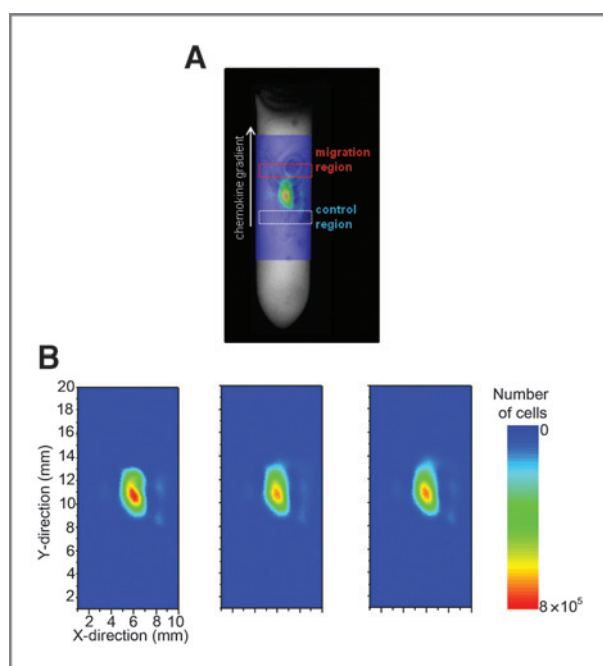 A
chemokine gradient
migration
region
control
region
B
Number
of cells
0
8×10⁵
20
18
16
14
12
10
8
6
4
2
Y-direction (mm)
2 4 6 8 10
X-direction (mm)